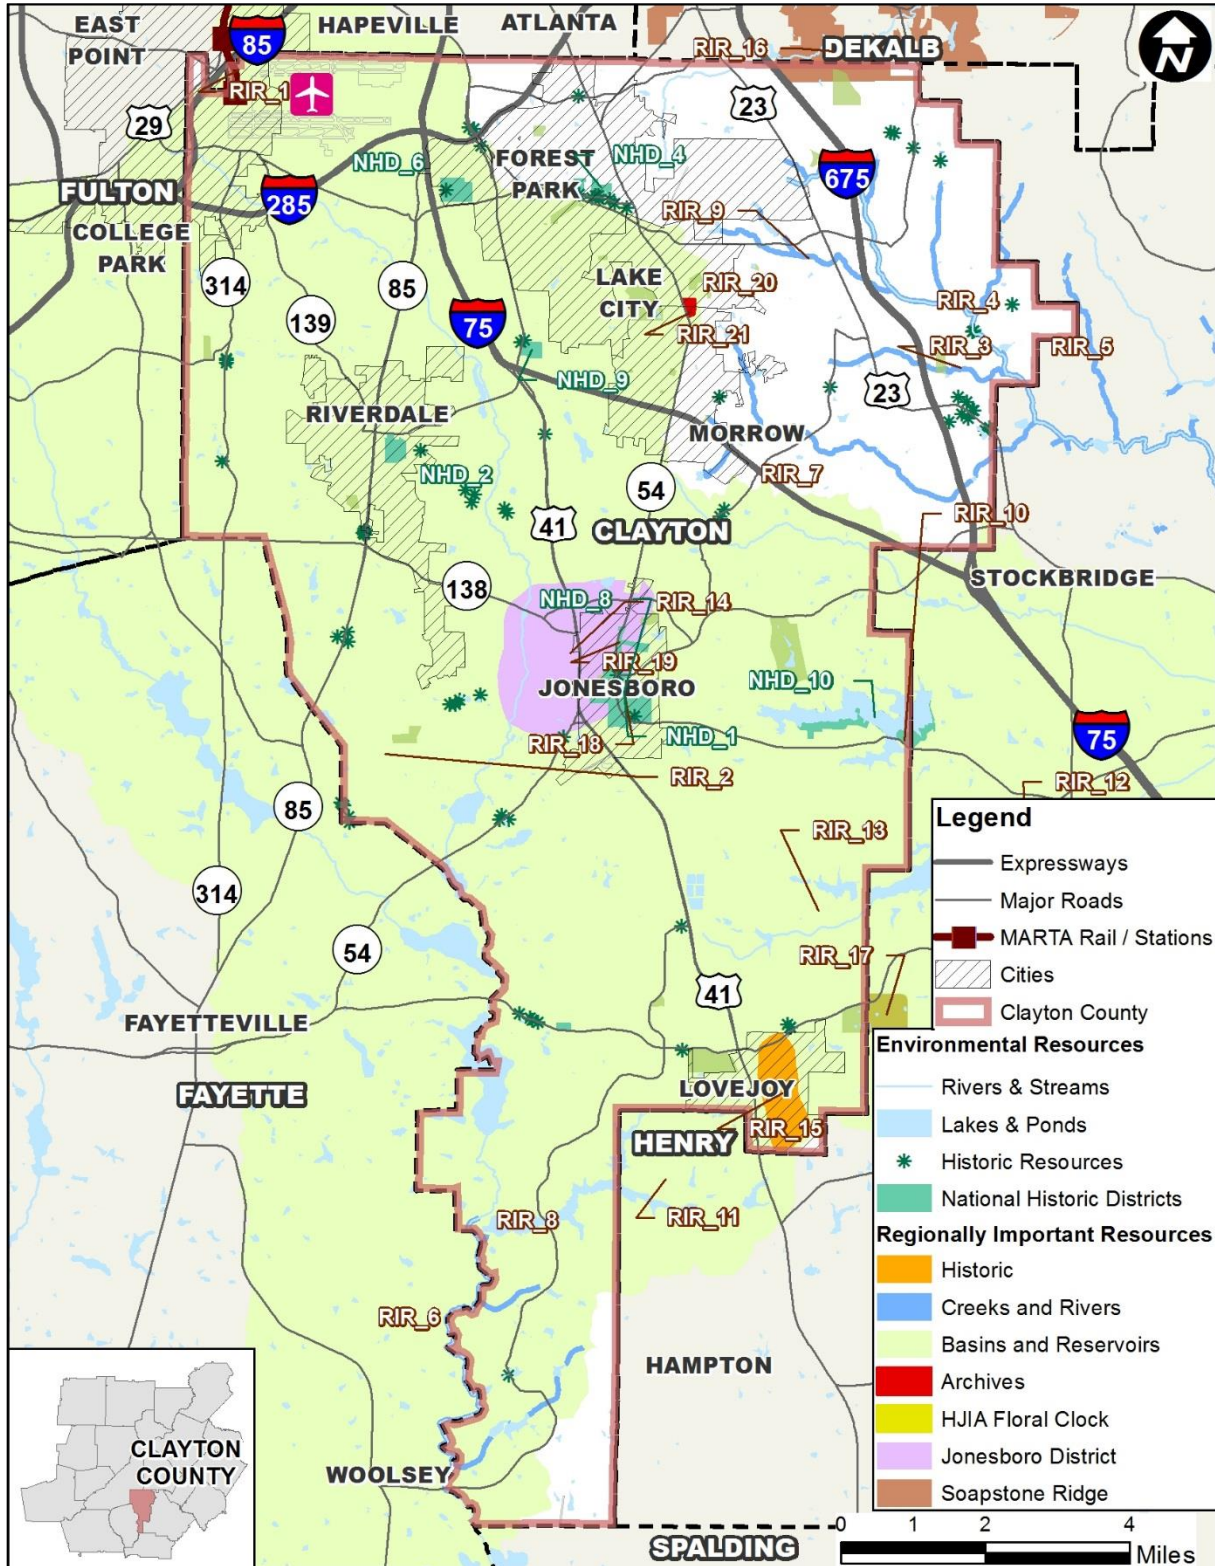 EAST
POINT
HAPEVILLE
ATLANTA
85
RIR_16
DEKALB
N
RIR_1
29
23
NHD_6
FOREST
PARK
NHD_4
675
FULTON
285
COLLEGE
PARK
RIR_9
314
85
LAKE
CITY
RIR_20
139
75
RIR_21
RIR_4
RIR_3
RIR_5
NHD_9
23
RIVERDALE
MORROW
NHD_2
RIR_7
54
RIR_10
41
CLAYTON
138
STOCKBRIDGE
NHD_8
RIR_14
RIR_19
JONESBORO
NHD_10
RIR_18
NHD_1
75
RIR_2
RIR_12
85
RIR_13
314
54
RIR_17
41
FAYETTEVILLE
FAYETTE
LOVEJOY
HENRY
RIR_15
RIR_8
RIR_11
RIR_6
HAMPTON
WOOLSEY
SPALDING
Legend
Expressways
Major Roads
MARTA Rail / Stations
Cities
Clayton County
Environmental Resources
Rivers & Streams
Lakes & Ponds
Historic Resources
National Historic Districts
Regionally Important Resources
Historic
Creeks and Rivers
Basins and Reservoirs
Archives
HJIA Floral Clock
Jonesboro District
Soapstone Ridge
0 1 2 4
Miles
CLAYTON
COUNTY